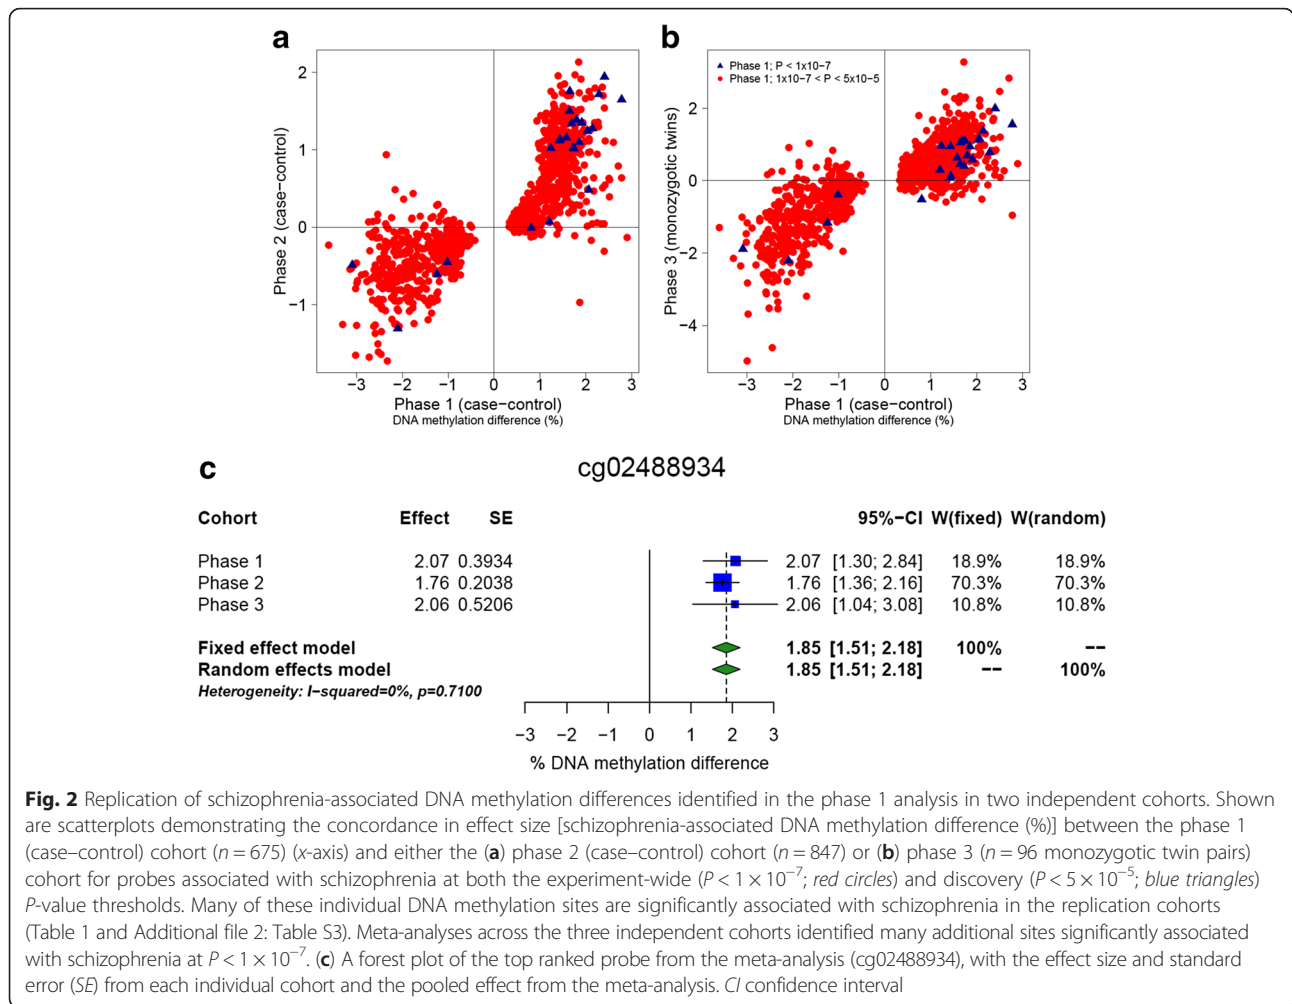 a
b
2
1
0
−1
Phase 2 (case−control)
−3 −2 −1 0 1 2 3
Phase 1 (case−control)
DNA methylation difference (%)
Phase 1; P < 1x10−7
Phase 1; 1x10−7 < P < 5x10−5
2
0
−2
−4
Phase 3 (monozygotic twins)
−3 −2 −1 0 1 2 3
Phase 1 (case−control)
DNA methylation difference (%)
c
cg02488934
Cohort Effect SE 95%−CI W(fixed) W(random)
Phase 1 2.07 0.3934 2.07 [1.30; 2.84] 18.9% 18.9%
Phase 2 1.76 0.2038 1.76 [1.36; 2.16] 70.3% 70.3%
Phase 3 2.06 0.5206 2.06 [1.04; 3.08] 10.8% 10.8%
Fixed effect model 1.85 [1.51; 2.18] 100% −−
Random effects model 1.85 [1.51; 2.18] −− 100%
Heterogeneity: I−squared=0%, p=0.7100
−3 −2 −1 0 1 2 3
% DNA methylation difference
Fig. 2 Replication of schizophrenia-associated DNA methylation differences identified in the phase 1 analysis in two independent cohorts. Shown
are scatterplots demonstrating the concordance in effect size [schizophrenia-associated DNA methylation difference (%)] between the phase 1
(case–control) cohort (n = 675) (x-axis) and either the (a) phase 2 (case–control) cohort (n = 847) or (b) phase 3 (n = 96 monozygotic twin pairs)
cohort for probes associated with schizophrenia at both the experiment-wide (P < 1 × 10⁻⁷; red circles) and discovery (P < 5 × 10⁻⁵; blue triangles)
P-value thresholds. Many of these individual DNA methylation sites are significantly associated with schizophrenia in the replication cohorts
(Table 1 and Additional file 2: Table S3). Meta-analyses across the three independent cohorts identified many additional sites significantly associated
with schizophrenia at P < 1 × 10⁻⁷. (c) A forest plot of the top ranked probe from the meta-analysis (cg02488934), with the effect size and standard
error (SE) from each individual cohort and the pooled effect from the meta-analysis. CI confidence interval